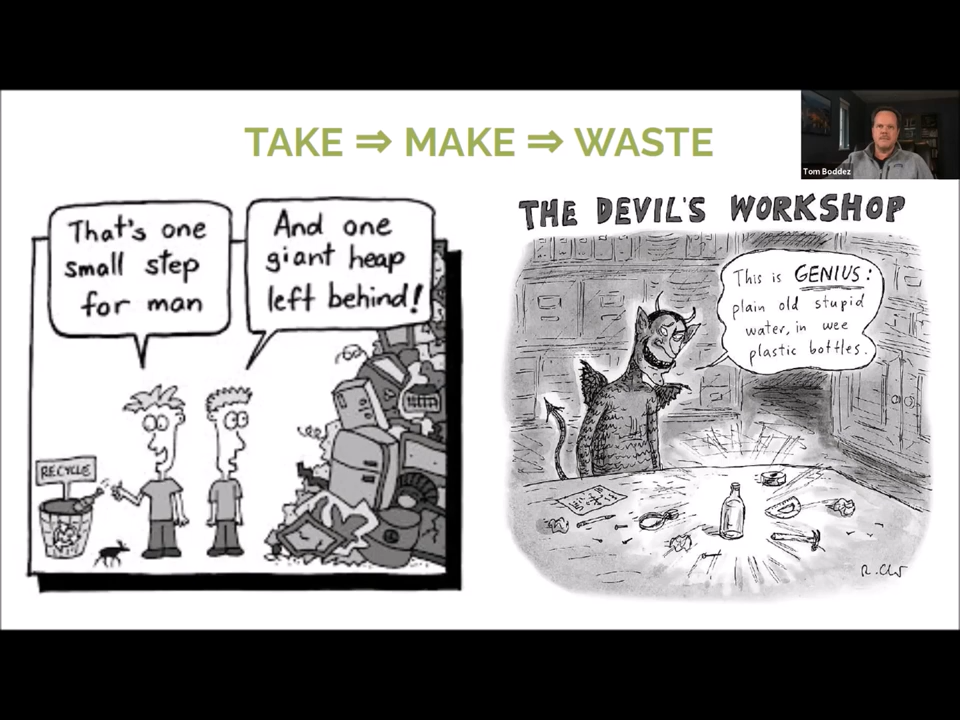 TAKE ⇒ MAKE ⇒ WASTE
Tom Boddez
That's one
small step
for man
And one
giant heap
left behind!
RECYCLE
THE DEVIL'S WORKSHOP
This is GENIUS:
plain old stupid
water, in wee
plastic bottles.